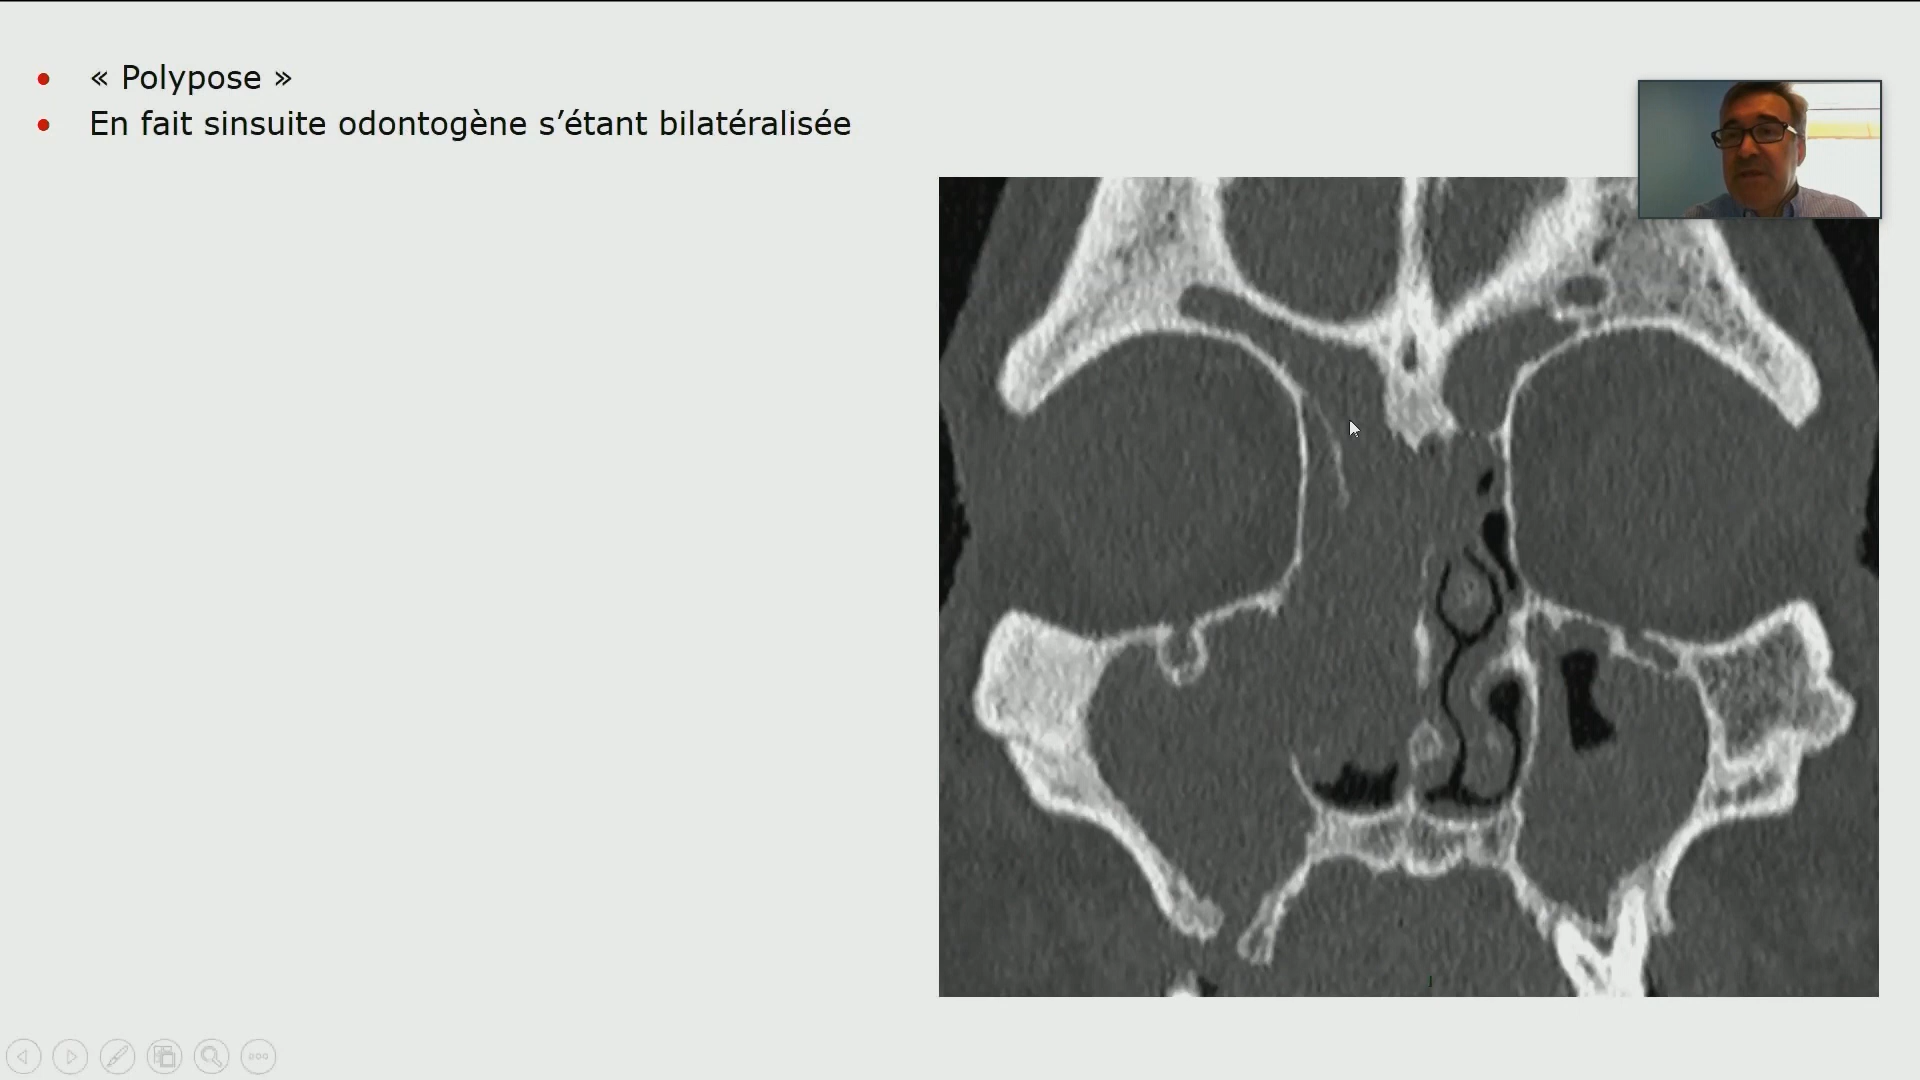 « Polypose »
En fait sinsuite odontogène s’étant bilatéralisée